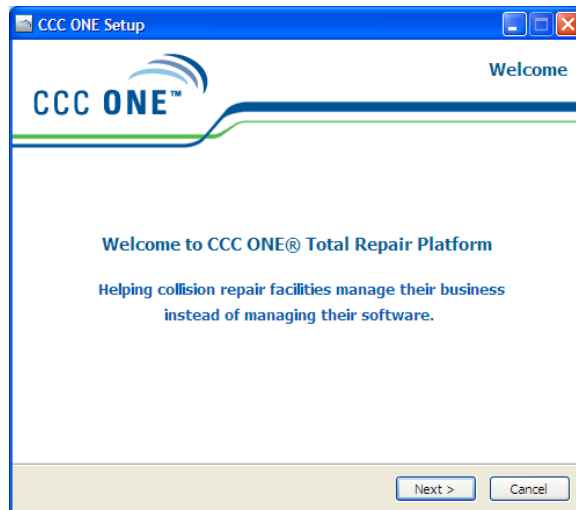 CCC ONE Setup
Welcome
CCC ONE™
Welcome to CCC ONE® Total Repair Platform
Helping collision repair facilities manage their business
instead of managing their software.
Next >
Cancel